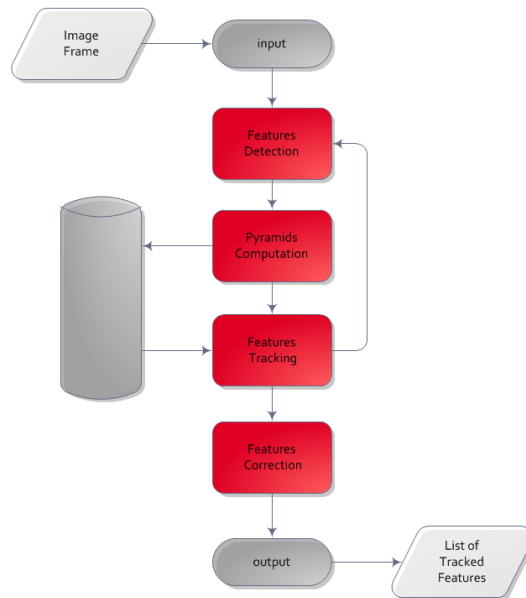 Image
Frame
input
Features
Detection
Pyramids
Computation
Features
Tracking
Features
Correction
output
List of
Tracked
Features